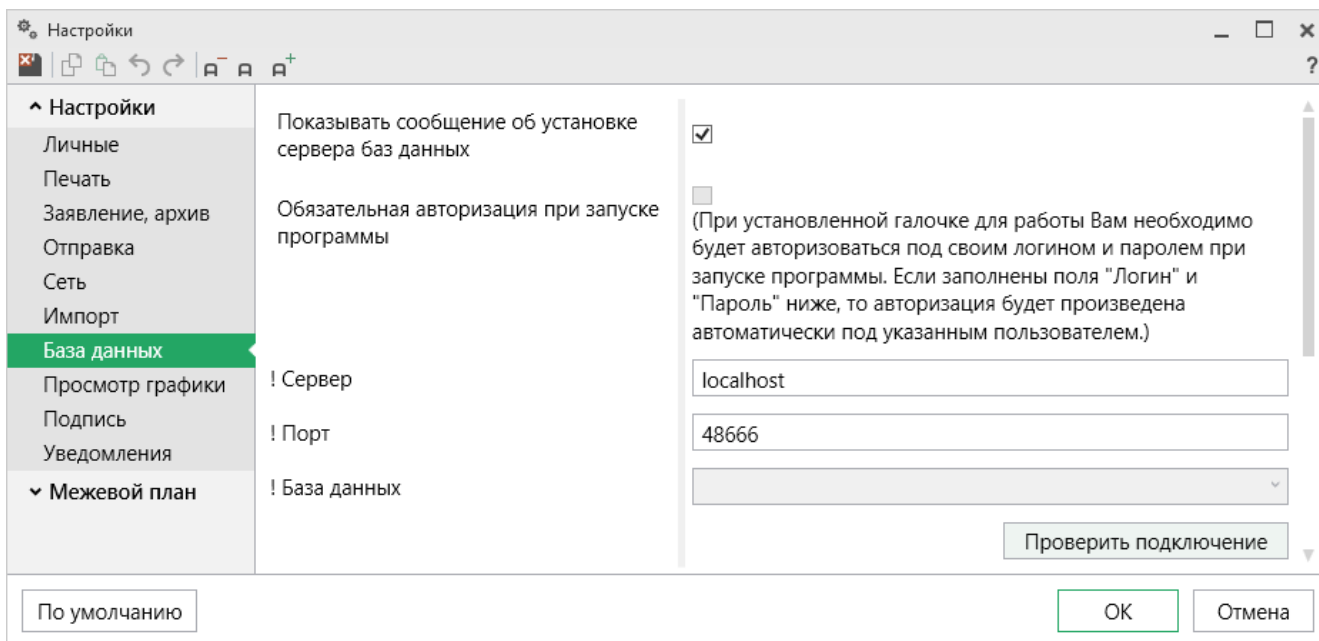 Настройки
?
Настройки
Личные
Печать
Заявление, архив
Отправка
Сеть
Импорт
База данных
Просмотр графики
Подпись
Уведомления
Межевой план
Показывать сообщение об установке
сервера баз данных
Обязательная авторизация при запуске
программы
(При установленной галочке для работы Вам необходимо
будет авторизоваться под своим логином и паролем при
запуске программы. Если заполнены поля "Логин" и
"Пароль" ниже, то авторизация будет произведена
автоматически под указанным пользователем.)
! Сервер
localhost
! Порт
48666
! База данных
Проверить подключение
По умолчанию
ОК
Отмена